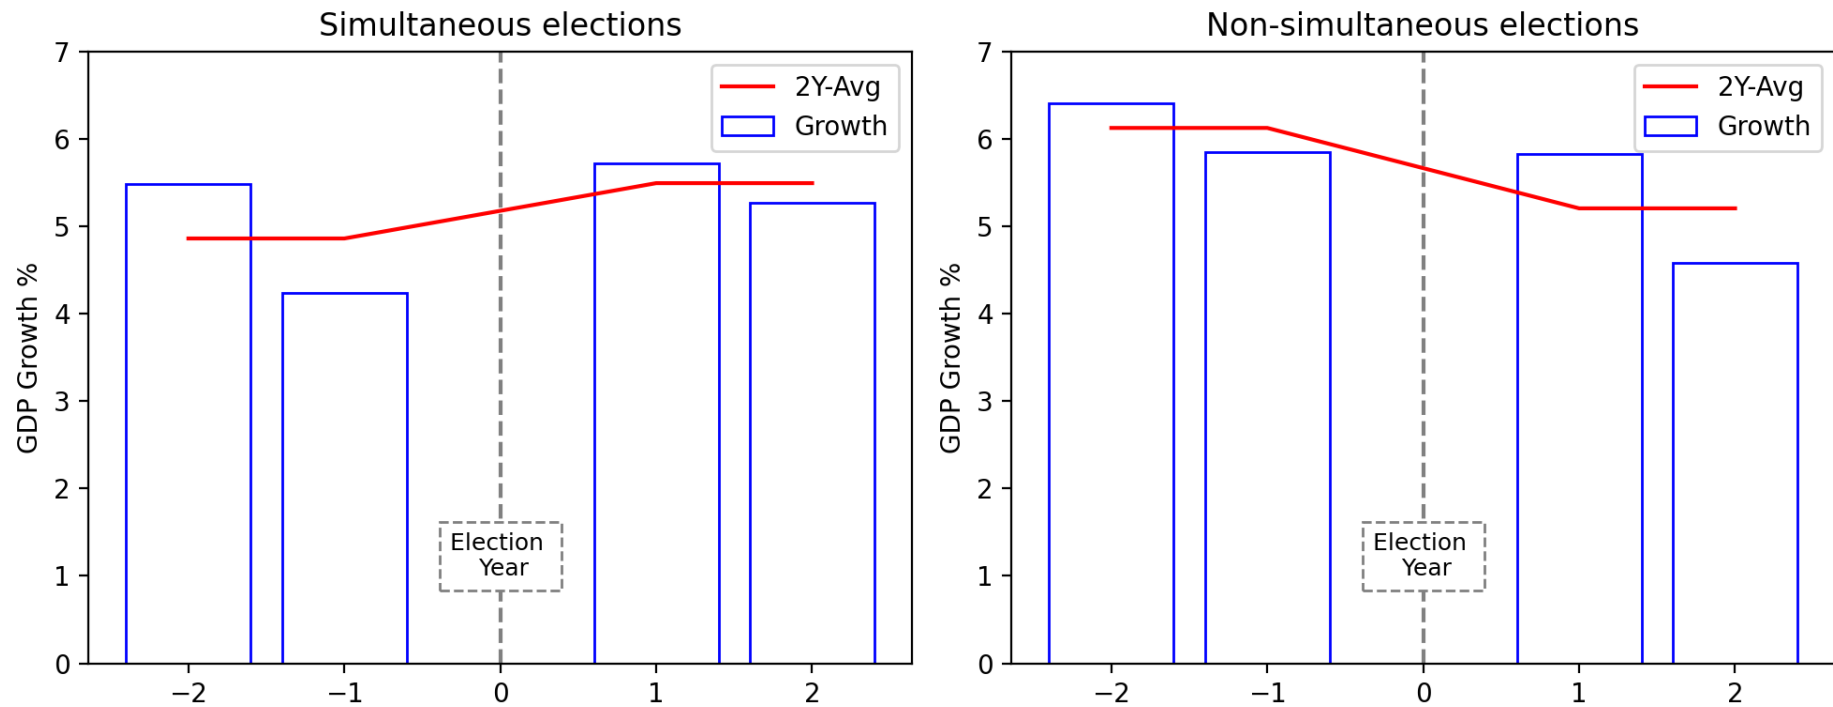 Simultaneous elections
7
6
5
4
3
2
1
0
GDP Growth %
2Y-Avg
Growth
Election
Year
−2
−1
0
1
2
Non-simultaneous elections
7
6
5
4
3
2
1
0
GDP Growth %
2Y-Avg
Growth
Election
Year
−2
−1
0
1
2